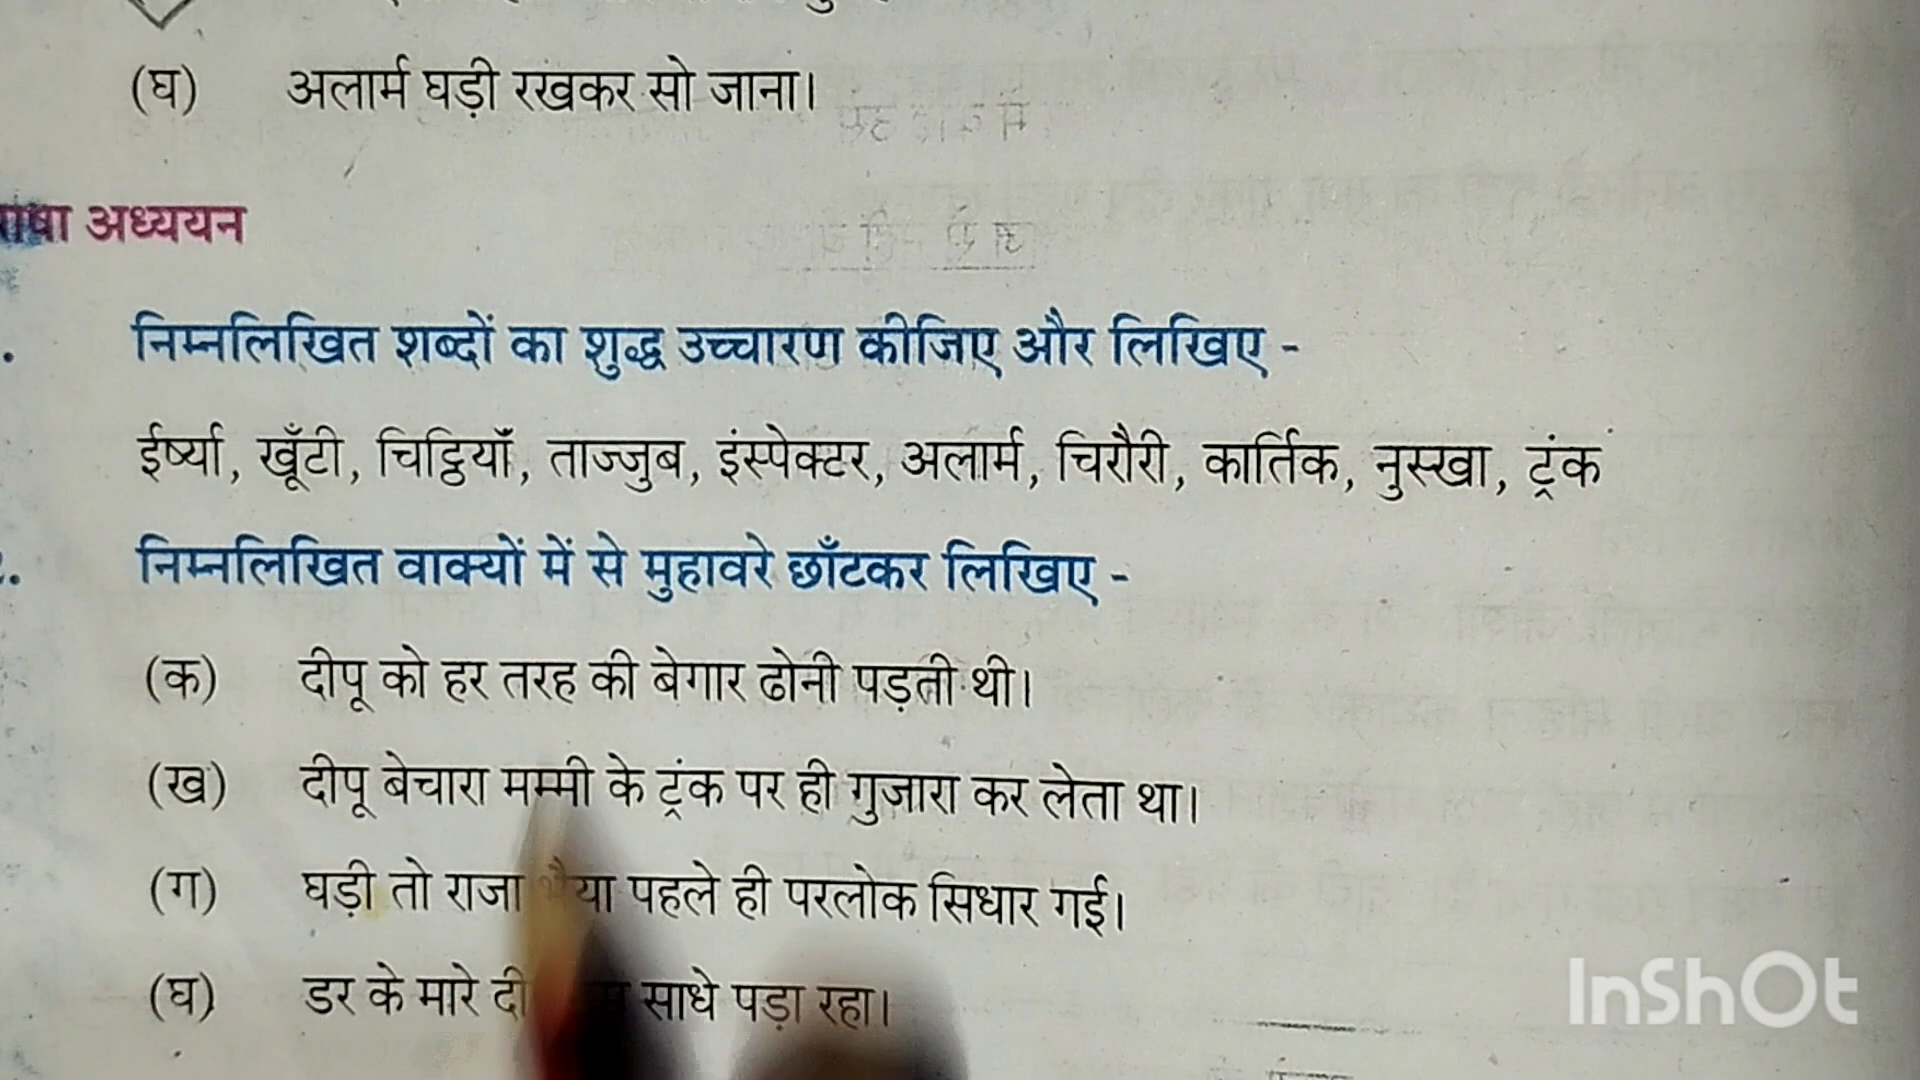 (घ) अलार्म घड़ी रखकर सो जाना।
अध्ययन
निम्नलिखित शब्दों का शुद्ध उच्चारण कीजिए और लिखिए -
ईर्ष्या, खूँटी, चिट्ठियाँ, ताज्जुब, इंस्पेक्टर, अलार्म, चिरौरी, कार्तिक, नुस्खा, ट्रंक
निम्नलिखित वाक्यों में से मुहावरे छाँटकर लिखिए -
(क) दीपू को हर तरह की बेगार ढोनी पड़ती थी।
(ख) दीपू बेचारा मम्मी के ट्रंक पर ही गुज़ारा कर लेता था।
(ग) घड़ी तो राजा भैया पहले ही परलोक सिधार गई।
(घ) डर के मारे साधे पड़ा रहा।
InShOt